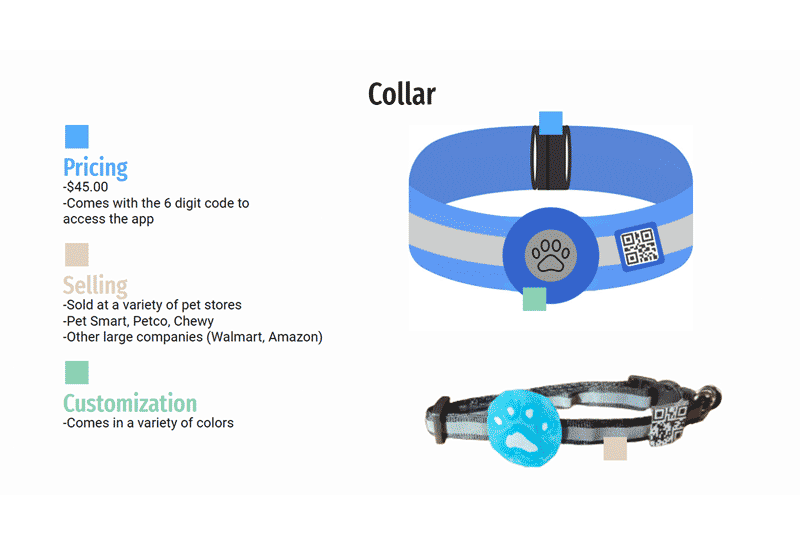 Collar
Pricing
-$45.00
-Comes with the 6 digit code to
access the app
Selling
-Sold at a variety of pet stores
-Pet Smart, Petco, Chewy
-Other large companies (Walmart, Amazon)
Customization
-Comes in a variety of colors